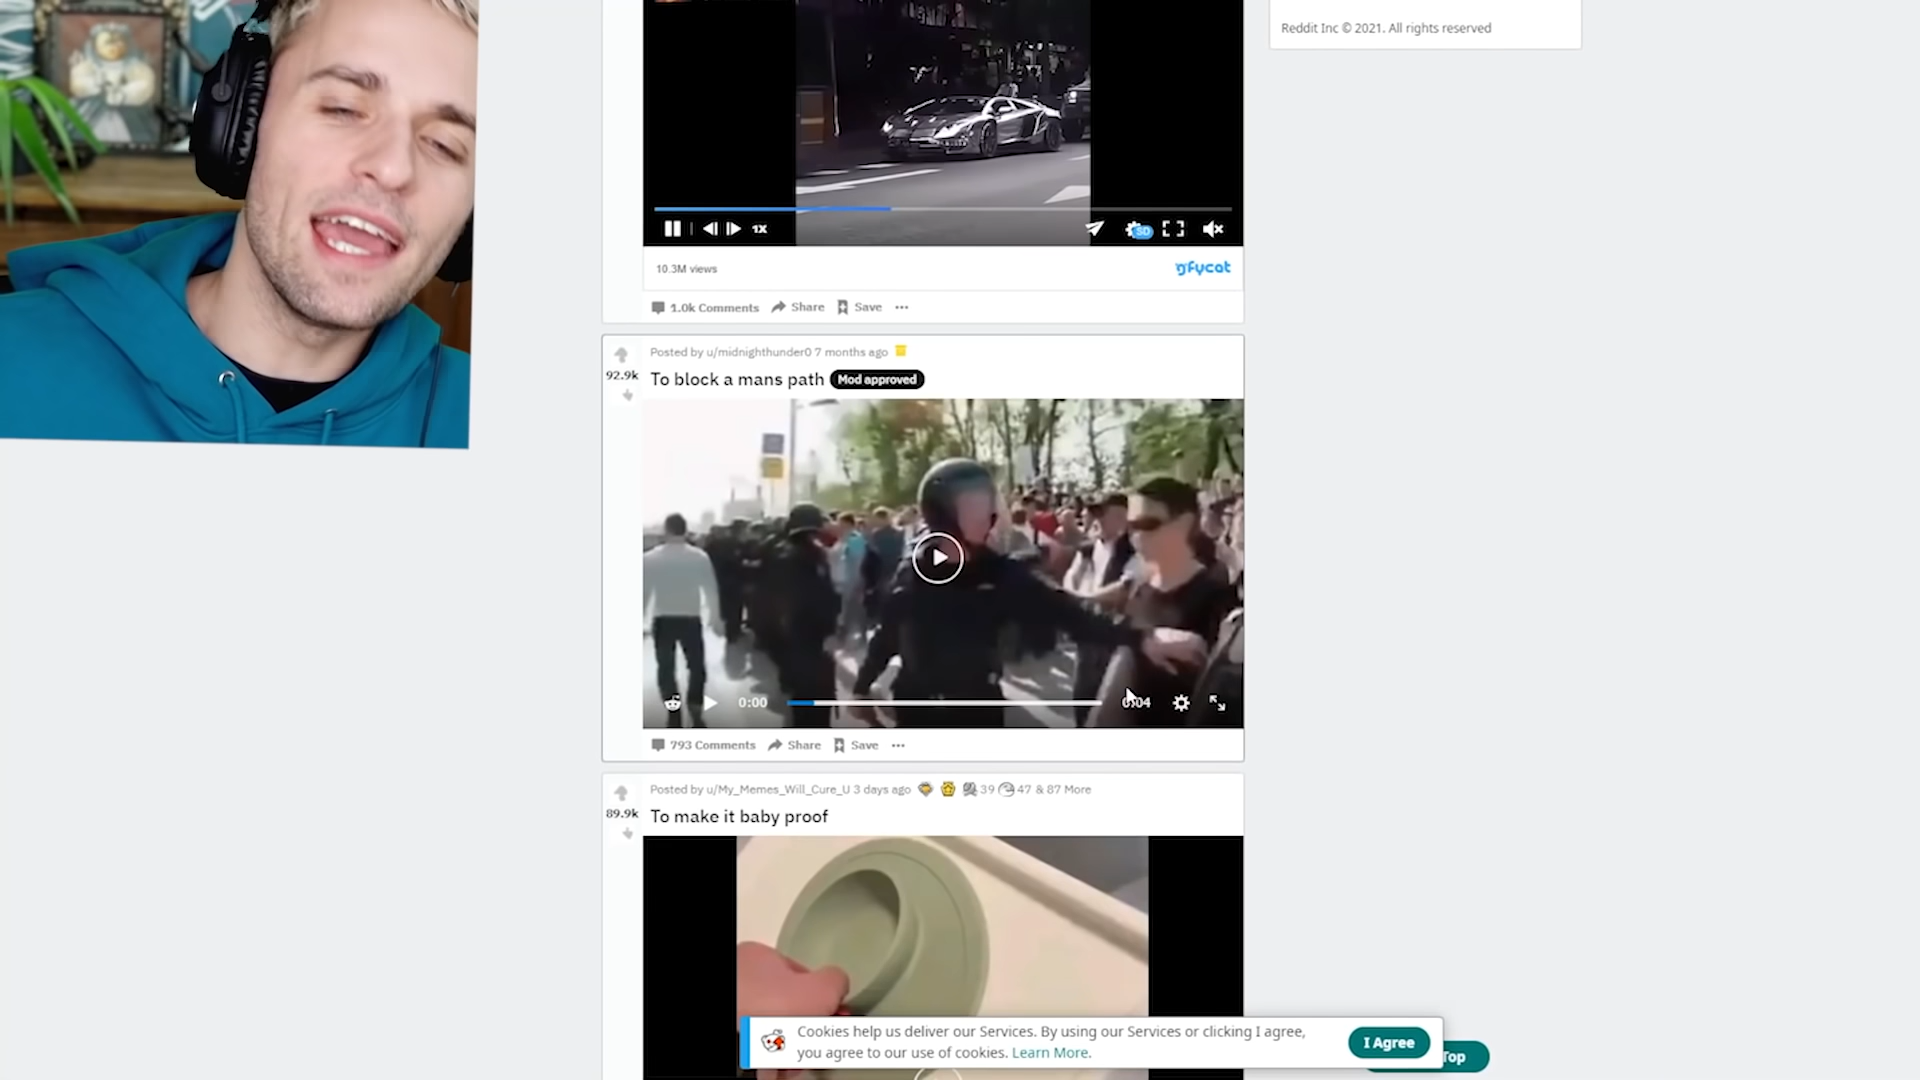 Reddit Inc © 2021. All rights reserved
1X
SD
10.3M views
gfycat
1.0k Comments Share Save
Posted by u/midnighthunder0 7 months ago
92.9k
To block a mans path Mod approved
0:00
0:04
793 Comments Share Save
Posted by u/My_Memes_Will_Cure_U 3 days ago 39 47 & 87 More
89.9k
To make it baby proof
Cookies help us deliver our Services. By using our Services or clicking I agree,
you agree to our use of cookies. Learn More.
I Agree
Top